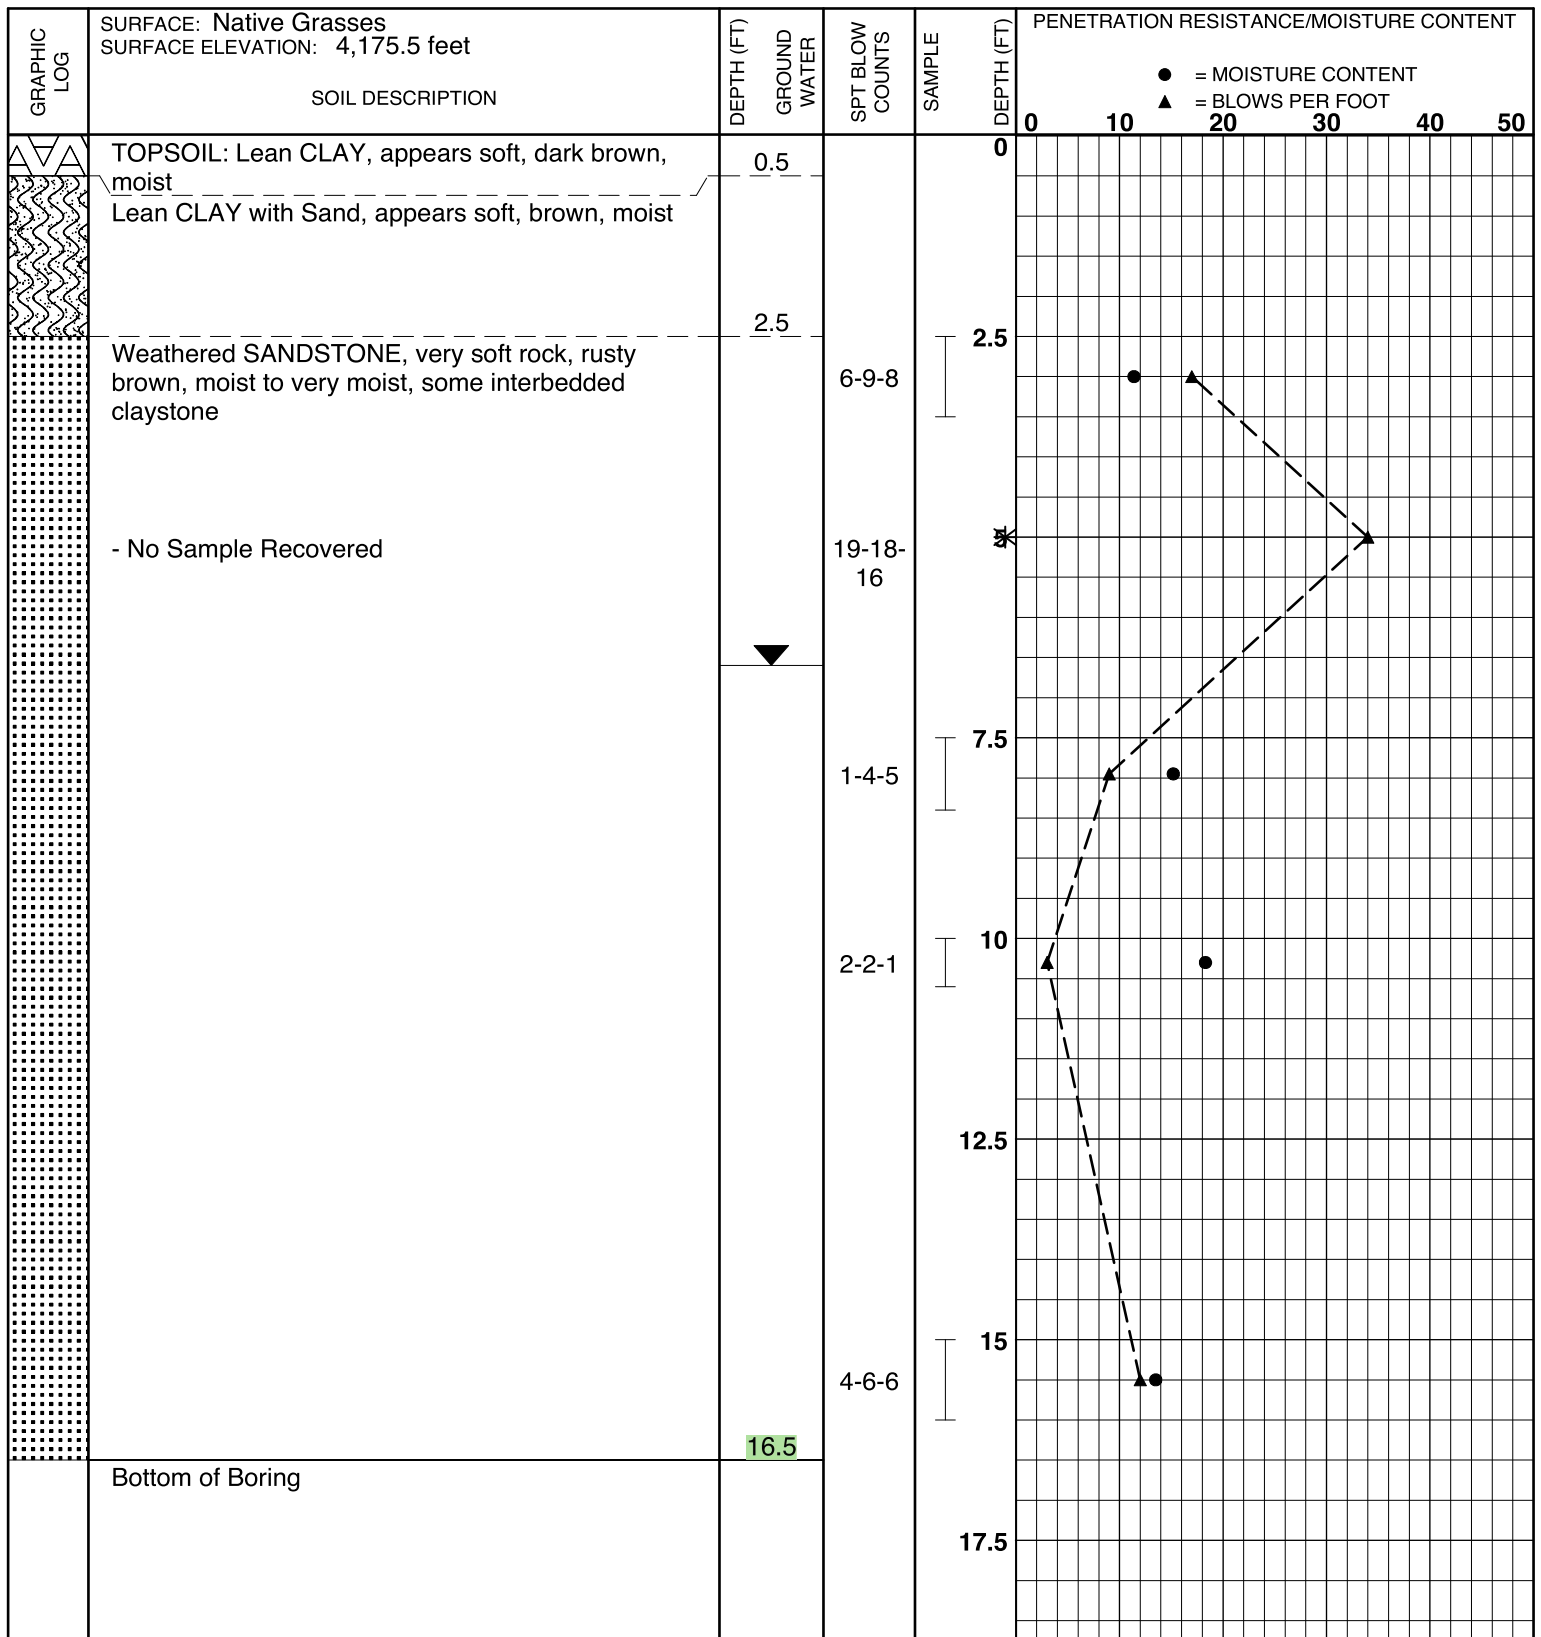 GRAPHIC
LOG
SURFACE: Native Grasses
SURFACE ELEVATION: 4,175.5 feet
SOIL DESCRIPTION
DEPTH (FT)
GROUND
WATER
SPT BLOW
COUNTS
SAMPLE
DEPTH (FT)
PENETRATION RESISTANCE/MOISTURE CONTENT
= MOISTURE CONTENT
= BLOWS PER FOOT
0 10 20 30 40 50
0
TOPSOIL: Lean CLAY, appears soft, dark brown,
moist
0.5
Lean CLAY with Sand, appears soft, brown, moist
2.5
2.5
Weathered SANDSTONE, very soft rock, rusty
brown, moist to very moist, some interbedded
claystone
6-9-8
- No Sample Recovered
19-18-
16
5
7.5
1-4-5
10
2-2-1
12.5
15
4-6-6
16.5
Bottom of Boring
17.5